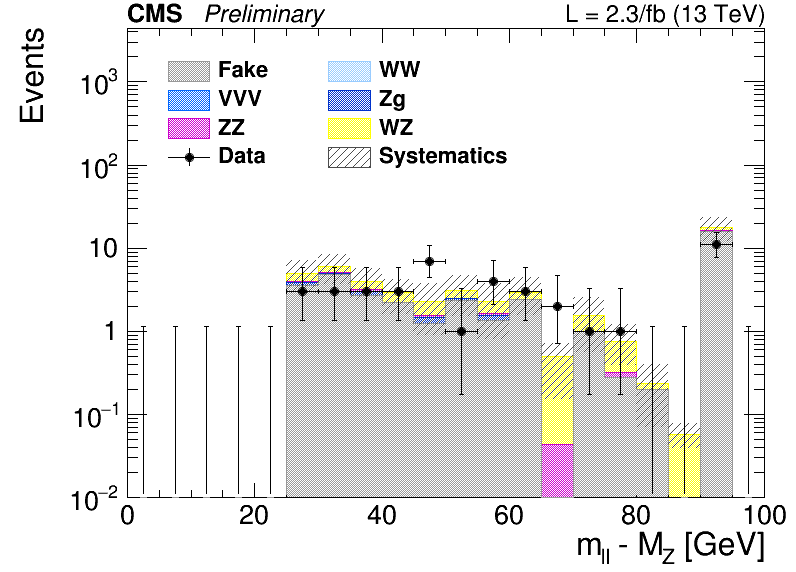 CMS Preliminary L = 2.3/fb (13 TeV)
Events
Fake WW
VVV Zg
ZZ WZ
Data Systematics
10³
10²
10
1
10⁻¹
10⁻²
0 20 40 60 80 100
m_ll - M_Z [GeV]